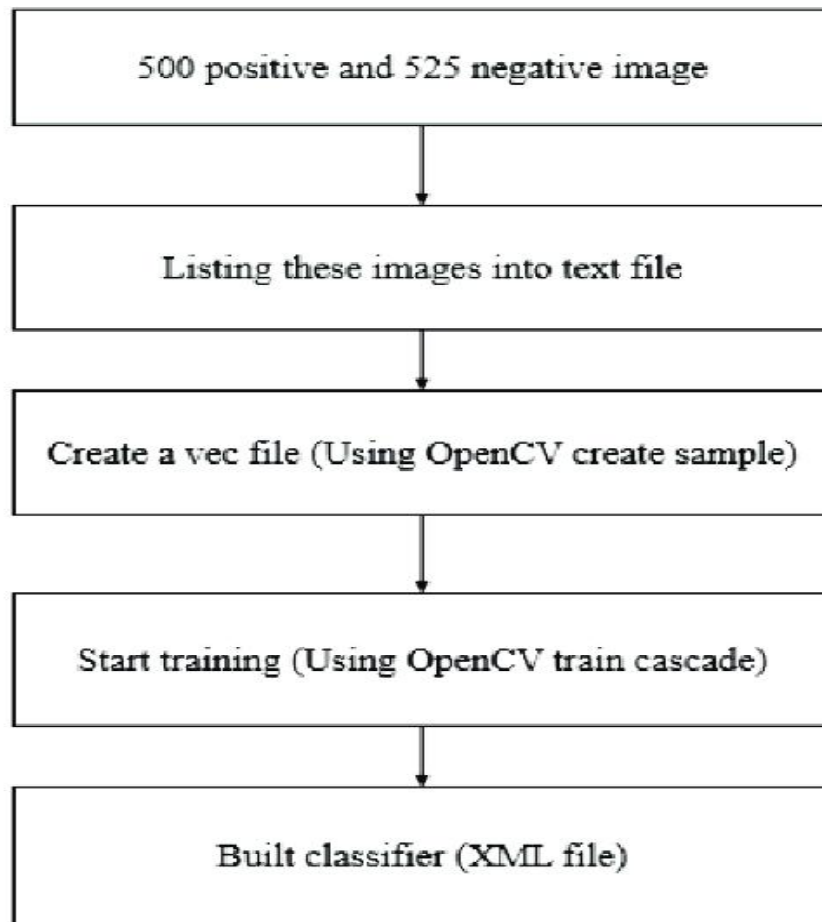 500 positive and 525 negative image
Listing these images into text file
Create a vec file (Using OpenCV create sample)
Start training (Using OpenCV train cascade)
Built classifier (XML file)